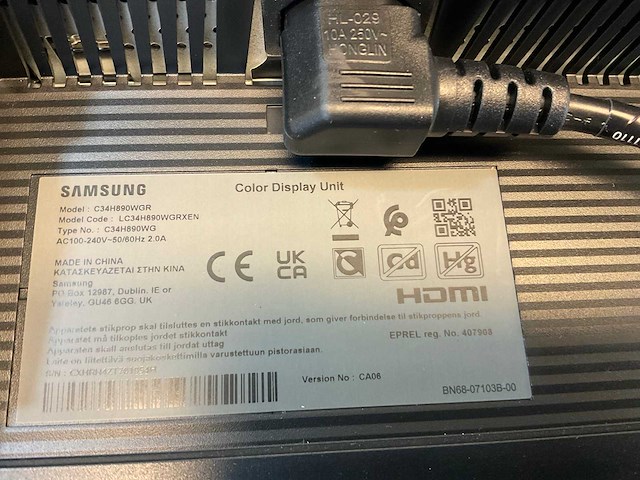 HL-029
10A 250V~
HONGLIN
SAMSUNG
Color Display Unit
Model : C34H890WGR
Model Code : LC34H890WGRXEN
Type No. : C34H890WG
AC100-240V~50/60Hz 2.0A
MADE IN CHINA
ΚΑΤΑΣΚΕΥΑΖΕΤΑΙ ΣΤΗΝ ΚΙΝΑ
Samsung
PO Box 12987, Dublin. IE or
Yateley, GU46 6GG. UK
CE
UK
CA
Cd
Hg
HDMI
Apparatets stikprop skal tilsluttes en stikkontakt med jord, som giver forbindelse til stikproppens jord.
Apparatet må tilkoples jordet stikkontakt
Apparaten skall anslutas till jordat uttag
Laite on liitettävä suojakoskettimilla varustettuun pistorasiaan.
EPREL reg. No. 407908
S/N :
Version No : CA06
BN68-07103B-00